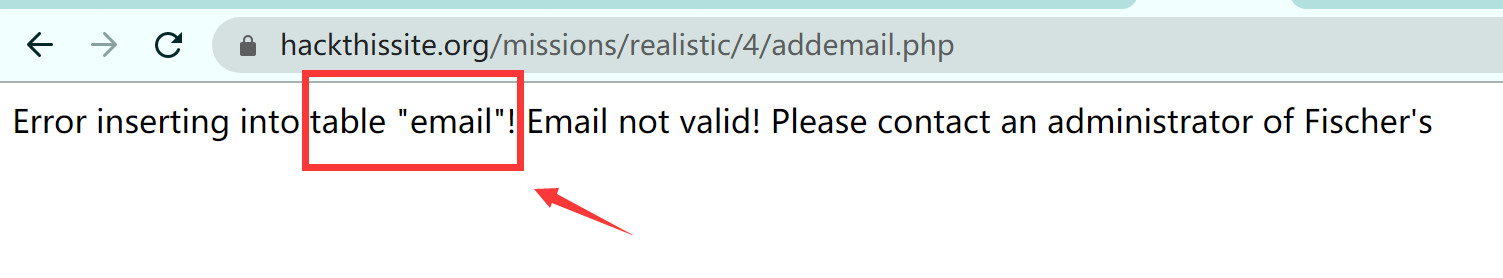 hackthissite.org/missions/realistic/4/addemail.php
Error inserting into table "email"! Email not valid! Please contact an administrator of Fischer's